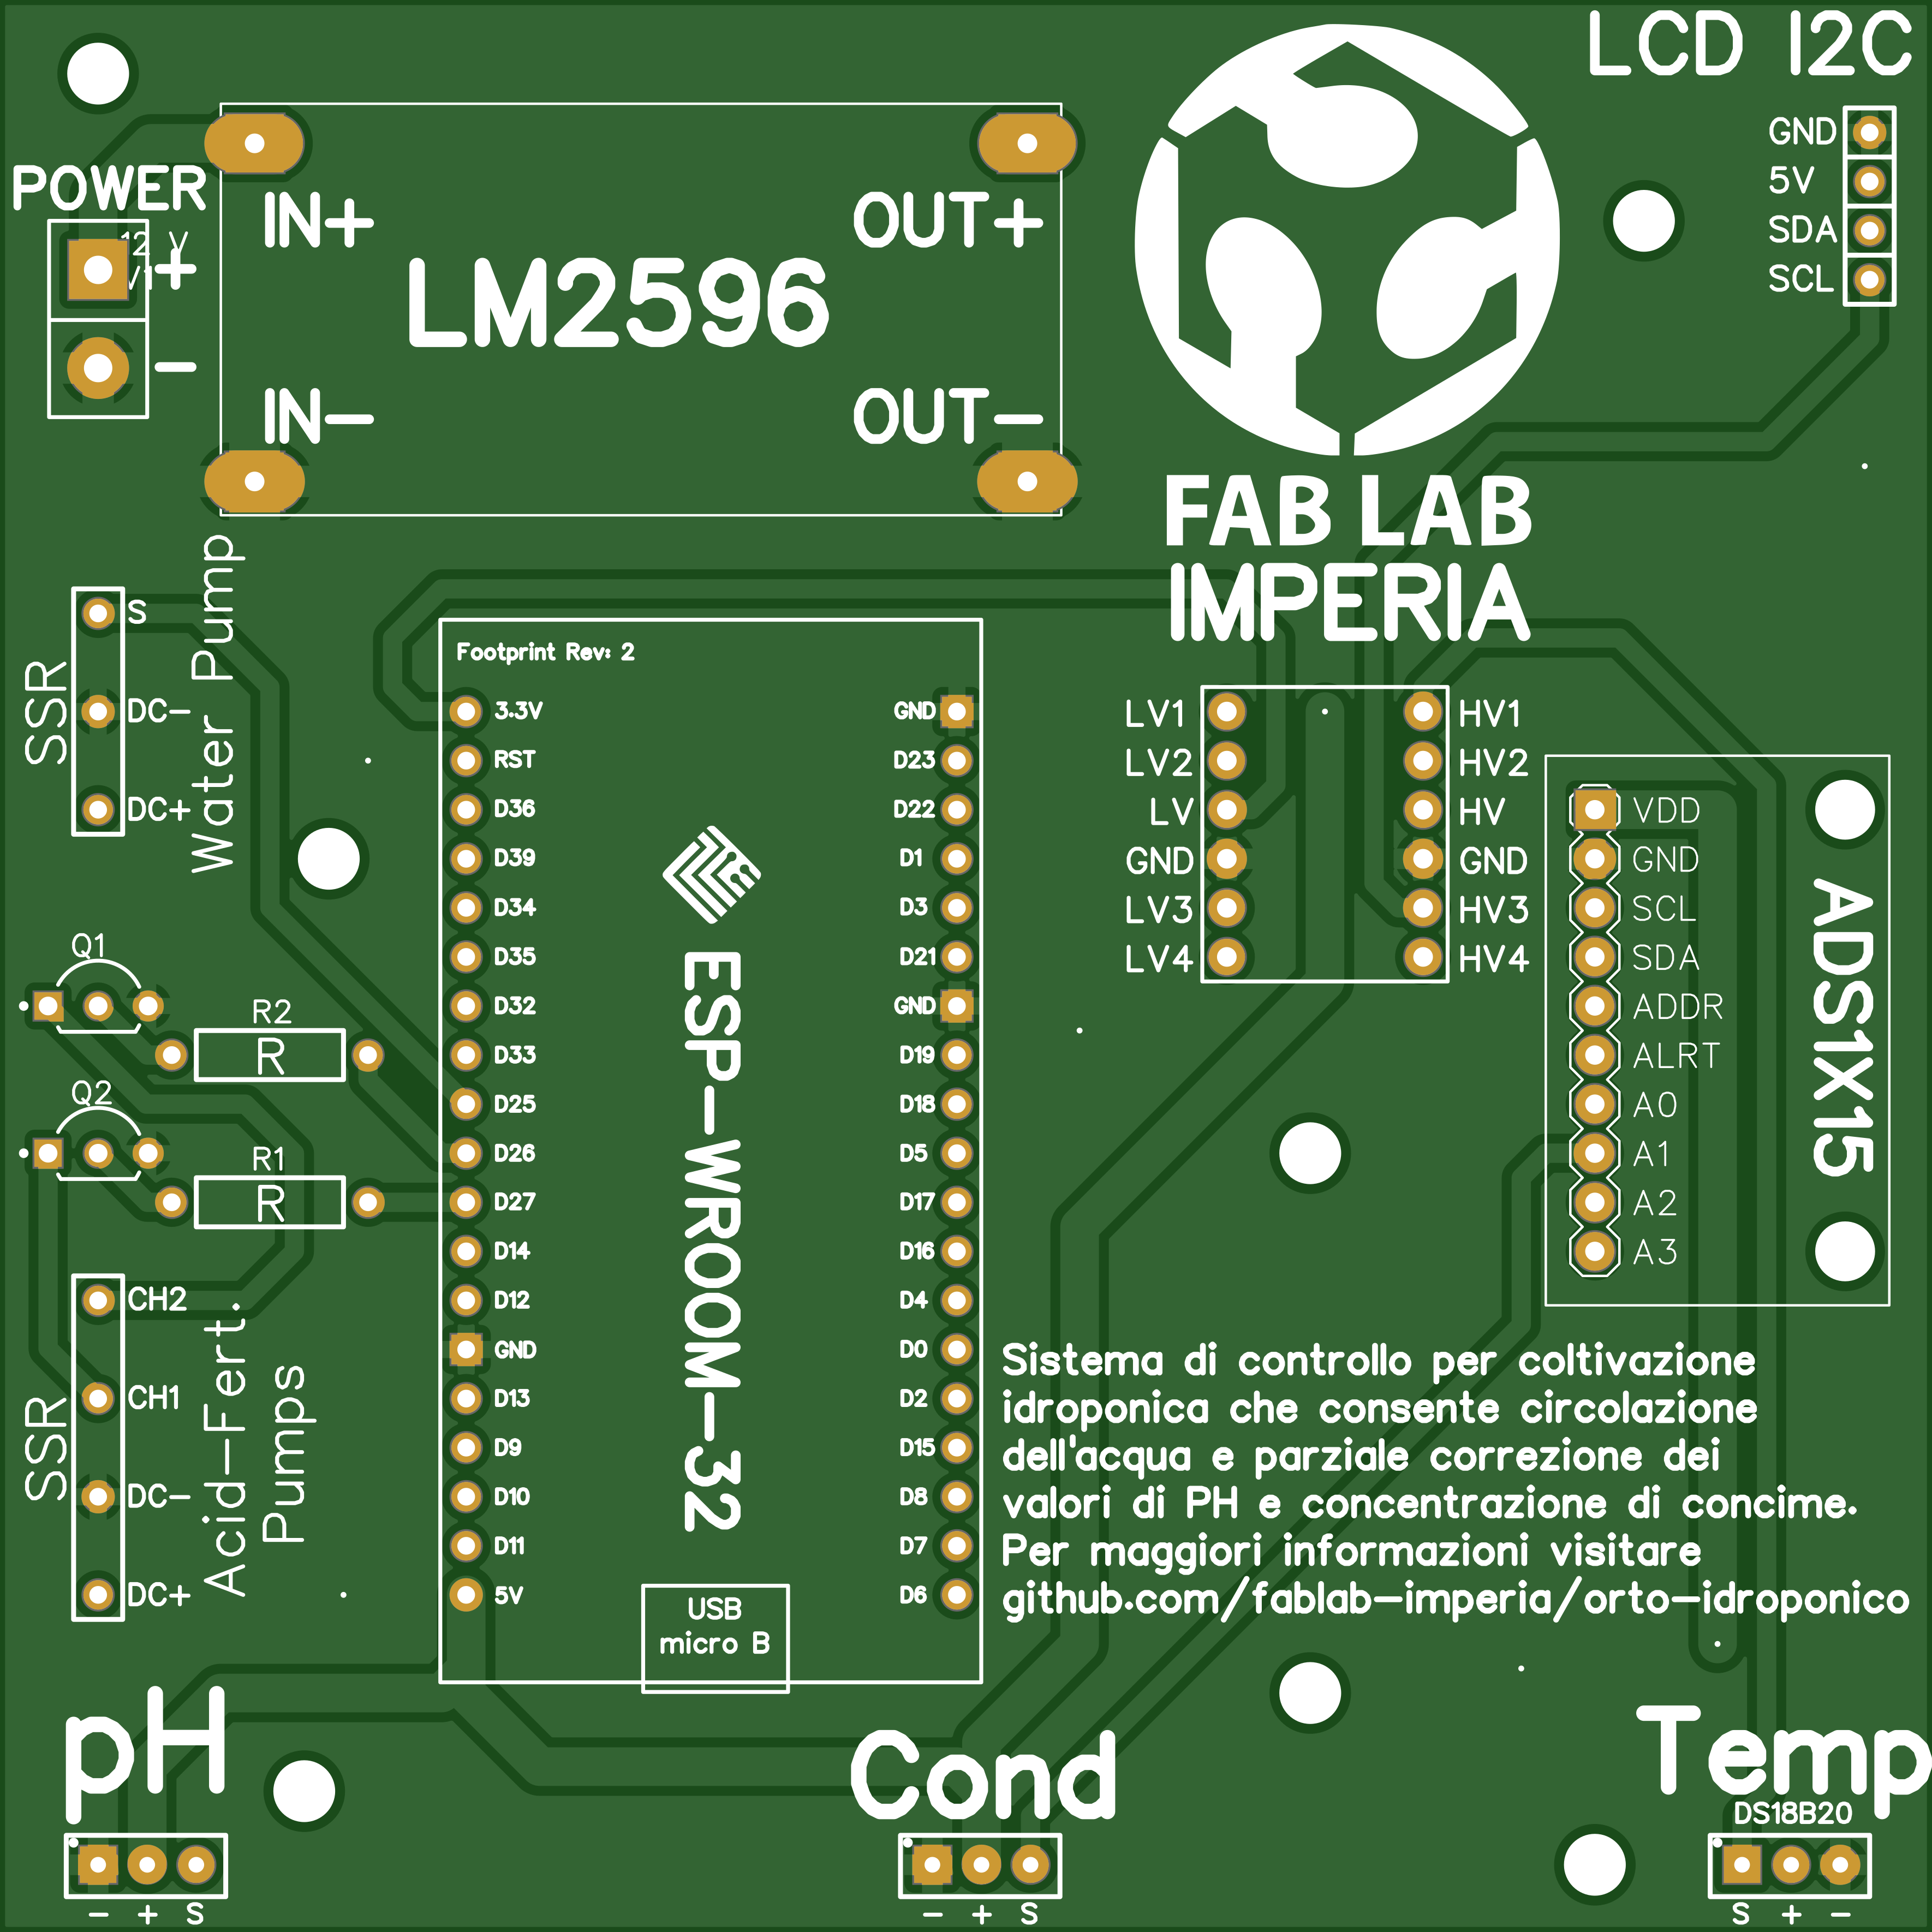 LCD I2C
GND
5V
SDA
SCL
POWER
12 V
+
-
IN+
OUT+
LM2596
IN-
OUT-
FAB LAB
IMPERIA
SSR
S
DC-
DC+
Water Pump
Footprint Rev: 2
3.3V
RST
D36
D39
D34
D35
D32
D33
D25
D26
D27
D14
D12
GND
D13
D9
D10
D11
5V
ESP-WROOM-32
GND
D23
D22
D1
D3
D21
GND
D19
D18
D5
D17
D16
D4
D0
D2
D15
D8
D7
D6
USB
micro B
LV1
LV2
LV
GND
LV3
LV4
HV1
HV2
HV
GND
HV3
HV4
VDD
GND
SCL
SDA
ADDR
ALRT
A0
A1
A2
A3
ADS1X15
Q1
R2
R
Q2
R1
R
SSR
CH2
CH1
DC-
DC+
Acid-Fert.
Pumps
Sistema di controllo per coltivazione
idroponica che consente circolazione
dell'acqua e parziale correzione dei
valori di PH e concentrazione di concime.
Per maggiori informazioni visitare
github.com/fablab-imperia/orto-idroponico
pH
- + S
Cond
- + S
Temp
DS18B20
S + -